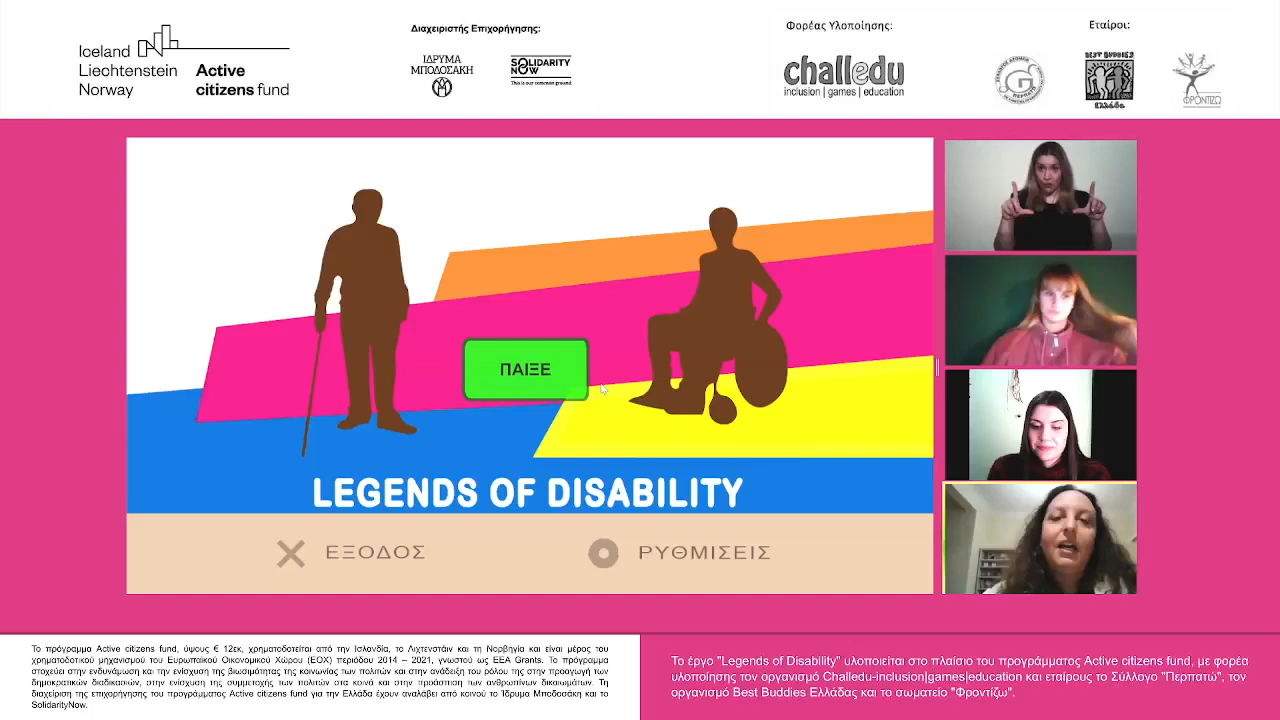 Διαχειριστής Επιχορήγησης:
Φορέας Υλοποίησης:
Εταίροι:
Iceland
Liechtenstein
Norway
Active
citizens fund
ΙΔΡΥΜΑ
ΜΠΟΔΟΣΑΚΗ
SOLIDARITY
NOW
This is our common ground
challedu
inclusion | games | education
BEST BUDDIES
Ελλάδα
ΦΡΟΝΤΙΖΩ
ΠΑΙΞΕ
LEGENDS OF DISABILITY
ΕΞΟΔΟΣ
ΡΥΘΜΙΣΕΙΣ
Το πρόγραμμα Active citizens fund, ύψους € 12εκ, χρηματοδοτείται από την Ισλανδία, το Λιχτενστάιν και τη Νορβηγία και είναι μέρος του
χρηματοδοτικού μηχανισμού του Ευρωπαϊκού Οικονομικού Χώρου (ΕΟΧ) περιόδου 2014 – 2021, γνωστού ως EEA Grants. Το πρόγραμμα
στοχεύει στην ενδυνάμωση και την ενίσχυση της βιωσιμότητας της κοινωνίας των πολιτών και στην ανάδειξη του ρόλου της στην προαγωγή των
δημοκρατικών διαδικασιών, στην ενίσχυση της συμμετοχής των πολιτών στα κοινά και στην προάσπιση των ανθρωπίνων δικαιωμάτων. Τη
διαχείριση της επιχορήγησης του προγράμματος Active citizens fund για την Ελλάδα έχουν αναλάβει από κοινού το Ίδρυμα Μποδοσάκη και το
SolidarityNow.
Το έργο "Legends of Disability" υλοποιείται στο πλαίσιο του προγράμματος Active citizens fund, με φορέα
υλοποίησης τον οργανισμό Challedu-inclusion|games|education και εταίρους το Σύλλογο "Περπατώ", τον
οργανισμό Best Buddies Ελλάδας και το σωματείο "Φροντίζω".